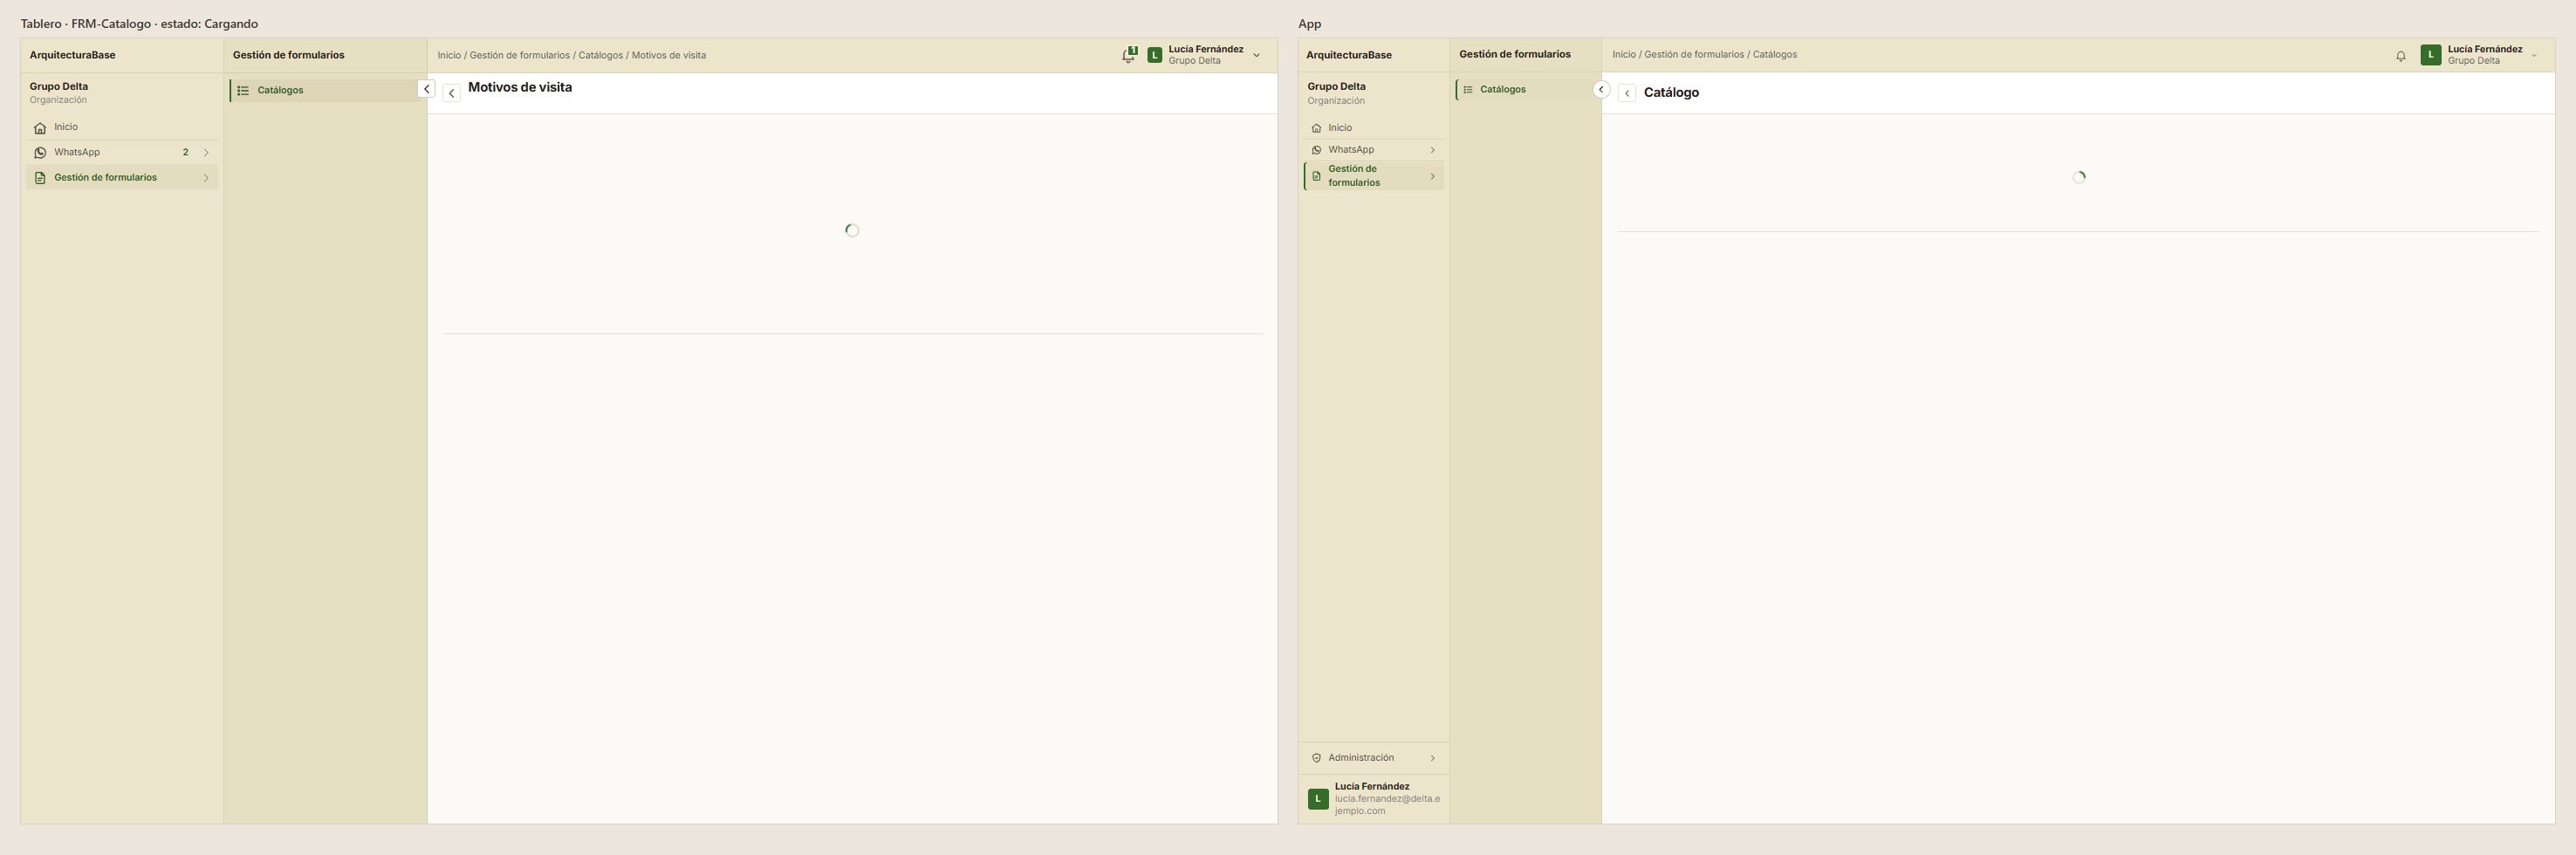 Tablero · FRM-Catalogo · estado: Cargando
ArquitecturaBase
Gestión de formularios
Inicio / Gestión de formularios / Catálogos / Motivos de visita
1
L
Lucía Fernández
Grupo Delta
Grupo Delta
Organización
Catálogos
Motivos de visita
Inicio
WhatsApp
2
Gestión de formularios
App
ArquitecturaBase
Gestión de formularios
Inicio / Gestión de formularios / Catálogos
L
Lucía Fernández
Grupo Delta
Grupo Delta
Organización
Catálogos
Catálogo
Inicio
WhatsApp
Gestión de
formularios
Administración
L
Lucía Fernández
lucia.fernandez@delta.e
jemplo.com